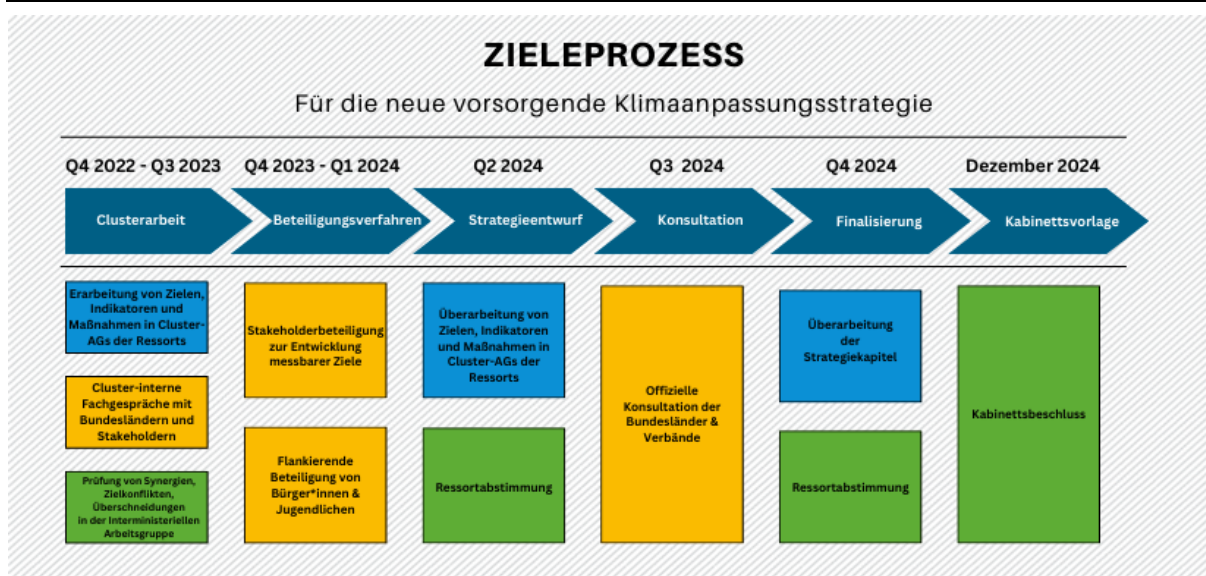 ZIELEPROZESS
Für die neue vorsorgende Klimaanpassungsstrategie
Q4 2022 - Q3 2023
Q4 2023 - Q1 2024
Q2 2024
Q3 2024
Q4 2024
Dezember 2024
Clusterarbeit
Beteiligungsverfahren
Strategieentwurf
Konsultation
Finalisierung
Kabinettsvorlage
Erarbeitung von Zielen,
Indikatoren und
Maßnahmen in Cluster-
AGs der Ressorts
Cluster-interne
Fachgespräche mit
Bundesländern und
Stakeholdern
Prüfung von Synergien,
Zielkonflikten,
Überschneidungen
in der Interministeriellen
Arbeitsgruppe
Stakeholderbeteiligung
zur Entwicklung
messbarer Ziele
Flankierende
Beteiligung von
Bürger*innen &
Jugendlichen
Überarbeitung von
Zielen, Indikatoren
und Maßnahmen in
Cluster-AGs der
Ressorts
Ressortabstimmung
Offizielle
Konsultation der
Bundesländer &
Verbände
Überarbeitung
der
Strategiekapitel
Ressortabstimmung
Kabinettsbeschluss